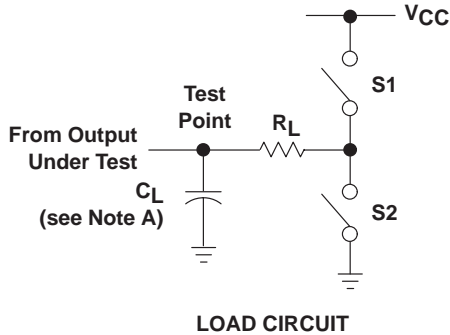 VCC
S1
Test
Point
RL
From Output
Under Test
CL
(see Note A)
S2
LOAD CIRCUIT